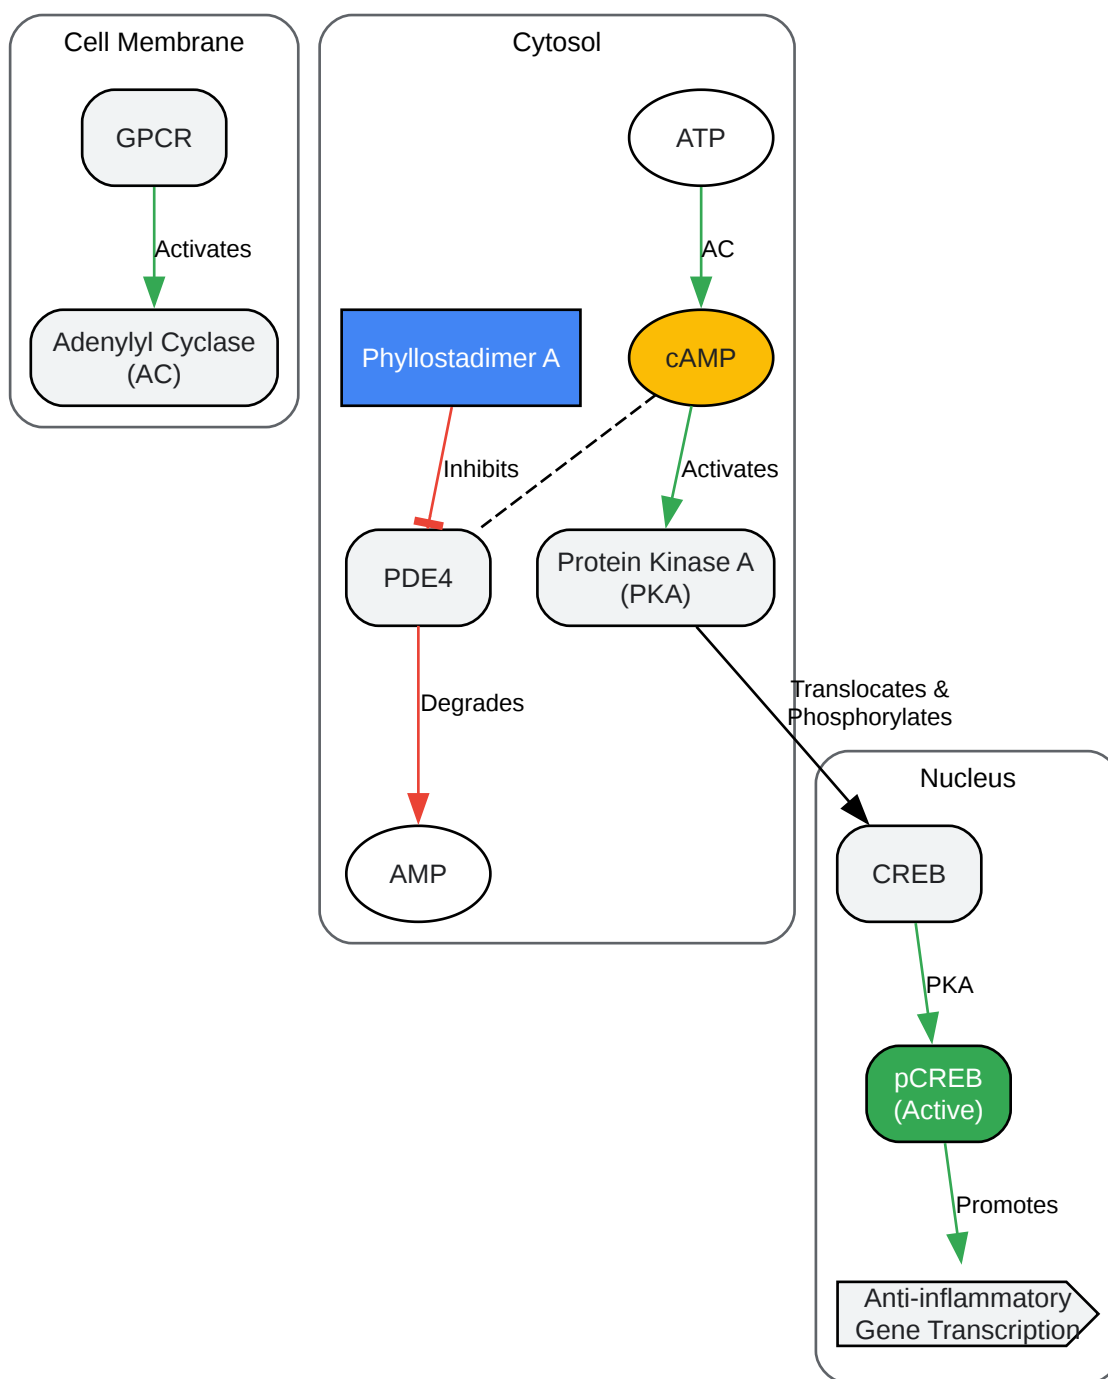 Cell Membrane
GPCR
Activates
Adenylyl Cyclase
(AC)
Cytosol
ATP
AC
Phyllostadimer A
cAMP
Inhibits
Activates
PDE4
Protein Kinase A
(PKA)
Degrades
Translocates &
Phosphorylates
AMP
Nucleus
CREB
PKA
pCREB
(Active)
Promotes
Anti-inflammatory
Gene Transcription